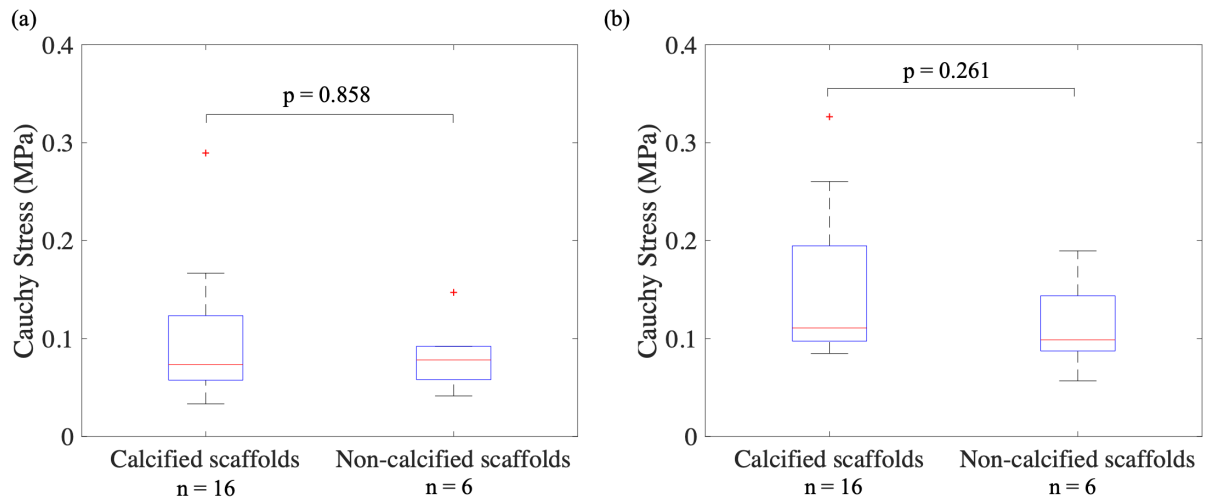 (a)
Cauchy Stress (MPa)
0.4
0.3
0.2
0.1
0
p = 0.858
Calcified scaffolds
n = 16
Non-calcified scaffolds
n = 6
(b)
Cauchy Stress (MPa)
0.4
0.3
0.2
0.1
0
p = 0.261
Calcified scaffolds
n = 16
Non-calcified scaffolds
n = 6